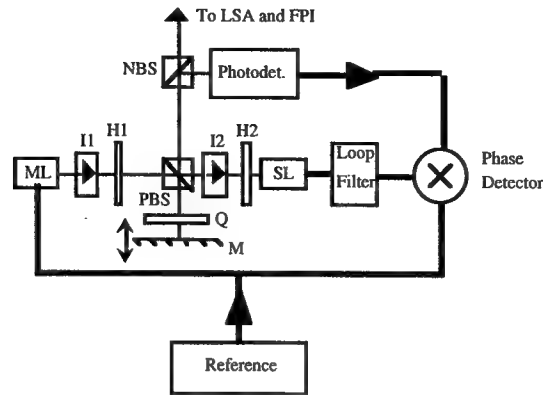 To LSA and FPI
NBS
Photodet.
I1
H1
I2
H2
ML
PBS
SL
Loop
Filter
Phase
Detector
Q
M
Reference